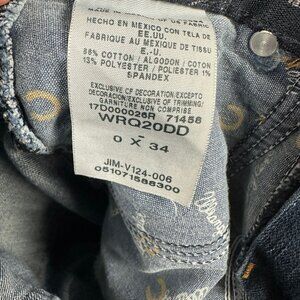 HECHO EN MEXICO CON TELA DE
EE.UU.
FABRIQUE AU MEXIQUE DE TISSU
E.-U.
86% COTTON / ALGODON / COTON
13% POLYESTER / POLIESTER 1%
SPANDEX
EXCLUSIVE OF DECORATION/EXCEPTO
DECORACION/EXCLUSIVE OF TRIMMING/
GARNITURE NON COMPRISE
17D000026R 71458
WRQ20DD
0 X 34
JIM-V124-006
051071588300